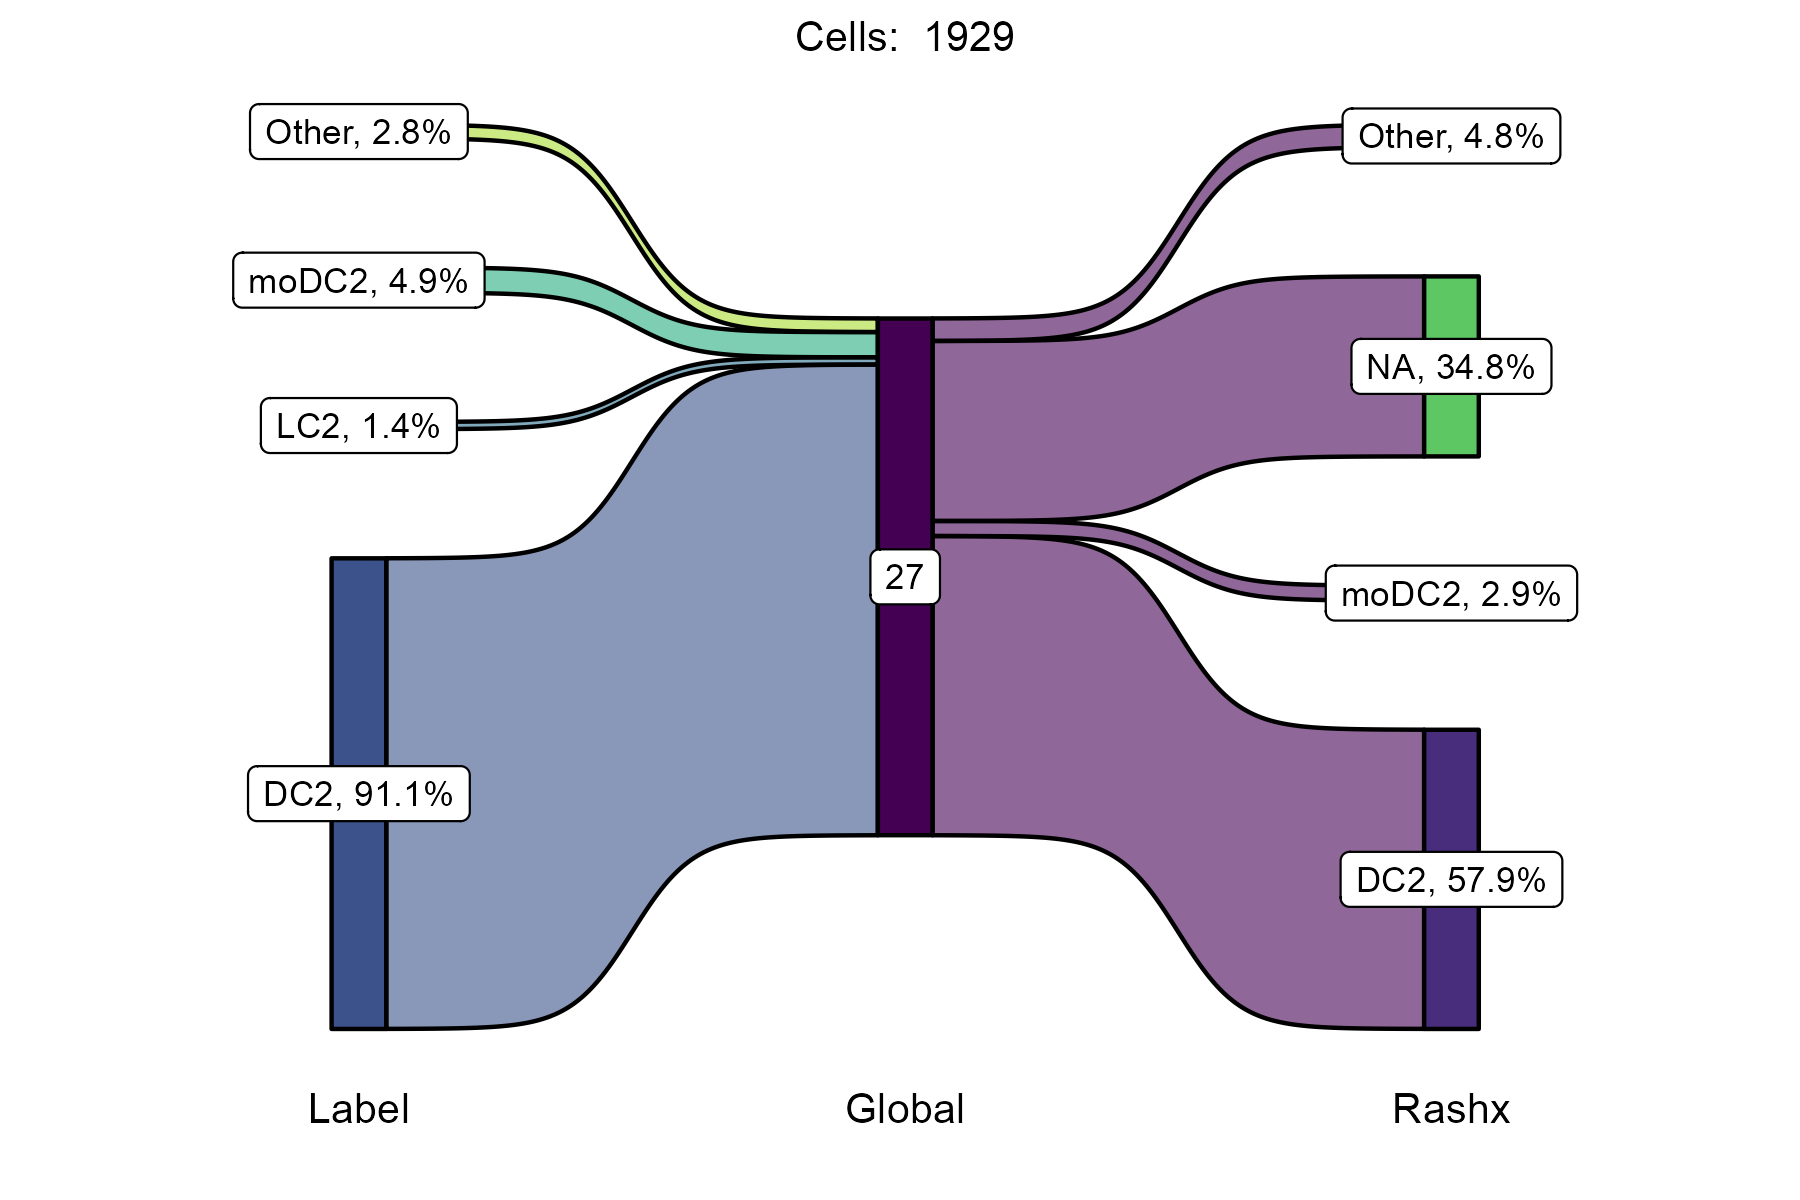 Cells:  1929
Other, 2.8%
Other, 4.8%
moDC2, 4.9%
NA, 34.8%
LC2, 1.4%
27
moDC2, 2.9%
DC2, 91.1%
DC2, 57.9%
Label
Global
Rashx